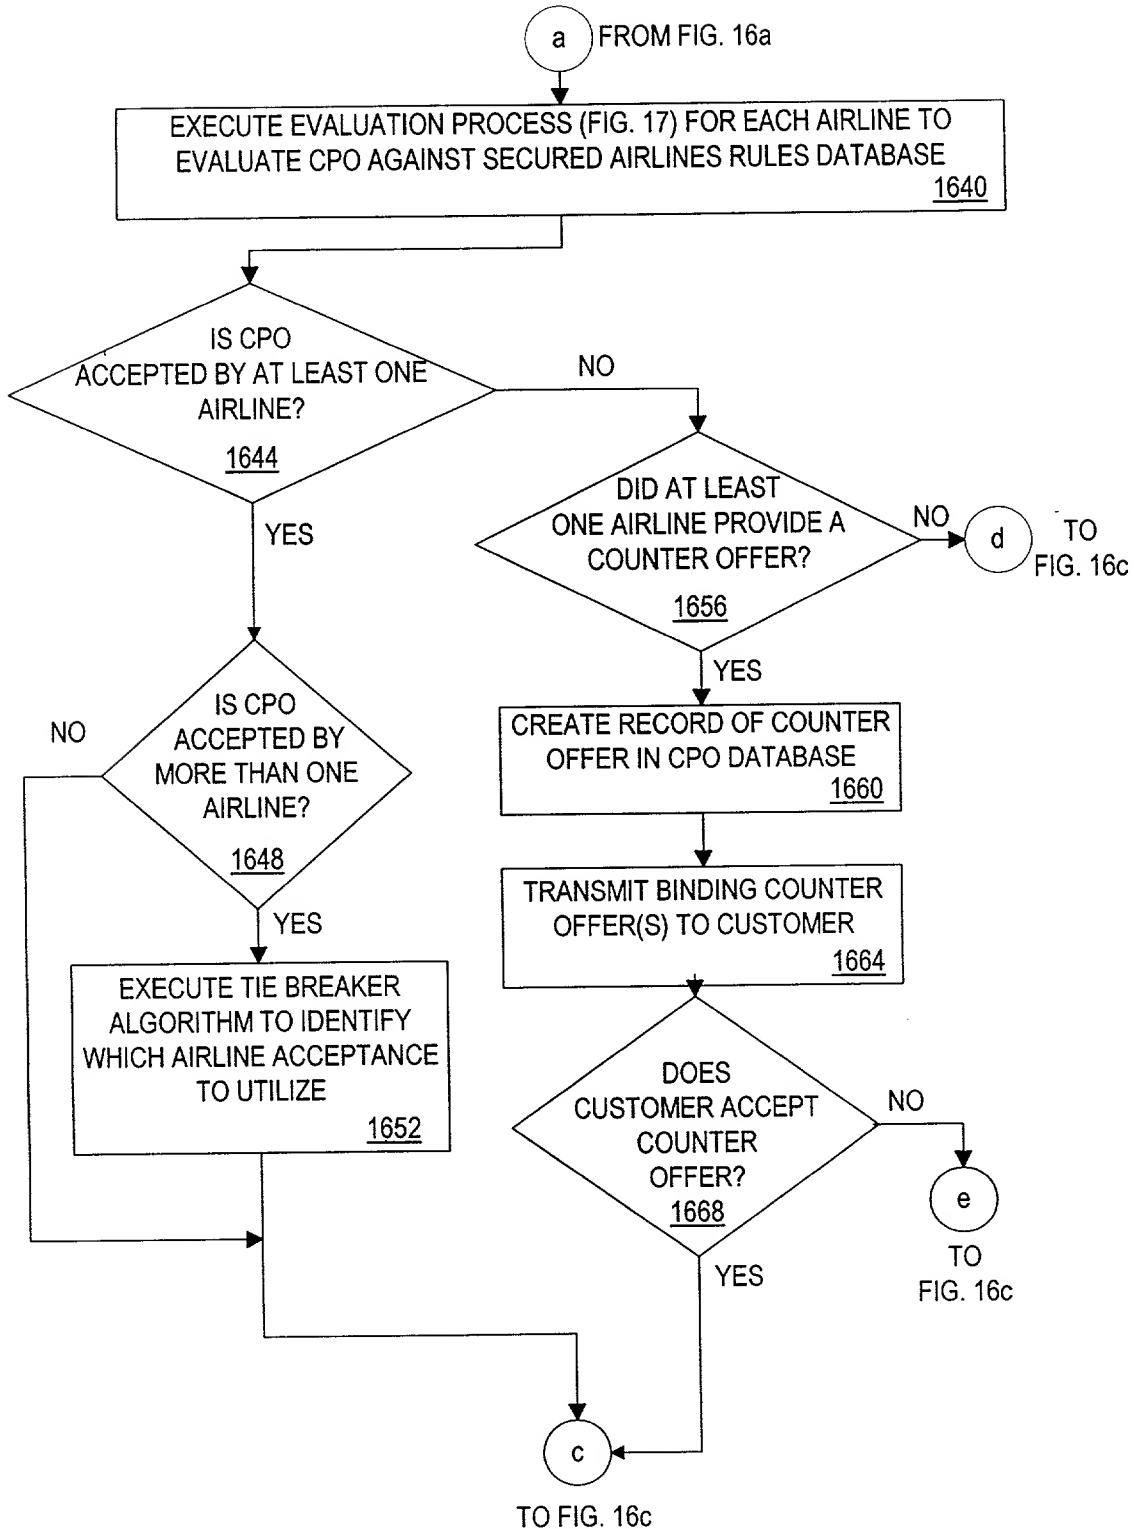 a
FROM FIG. 16a
EXECUTE EVALUATION PROCESS (FIG. 17) FOR EACH AIRLINE TO
EVALUATE CPO AGAINST SECURED AIRLINES RULES DATABASE
1640
IS CPO
ACCEPTED BY AT LEAST ONE
AIRLINE?
1644
NO
YES
DID AT LEAST
ONE AIRLINE PROVIDE A
COUNTER OFFER?
1656
NO
d
TO
FIG. 16c
YES
IS CPO
ACCEPTED BY
MORE THAN ONE
AIRLINE?
1648
NO
YES
CREATE RECORD OF COUNTER
OFFER IN CPO DATABASE
1660
TRANSMIT BINDING COUNTER
OFFER(S) TO CUSTOMER
1664
EXECUTE TIE BREAKER
ALGORITHM TO IDENTIFY
WHICH AIRLINE ACCEPTANCE
TO UTILIZE
1652
DOES
CUSTOMER ACCEPT
COUNTER
OFFER?
1668
NO
e
TO
FIG. 16c
YES
c
TO FIG. 16c